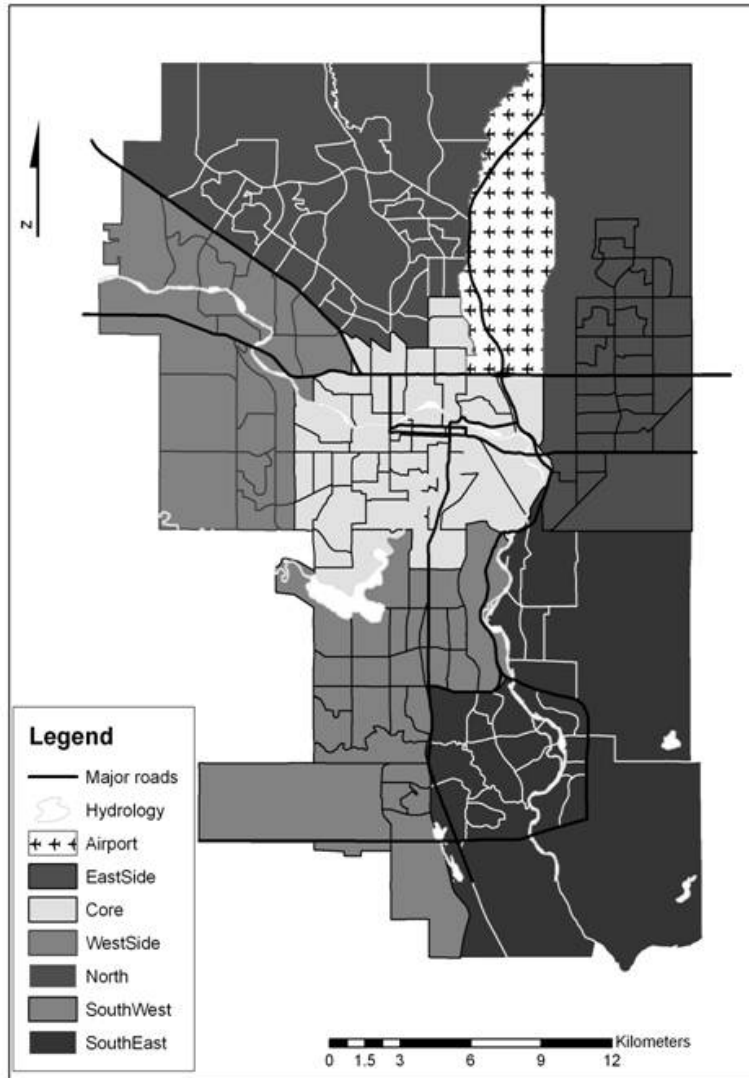 N
Legend
Major roads
Hydrology
Airport
EastSide
Core
WestSide
North
SouthWest
SouthEast
Kilometers
0 1.5 3 6 9 12